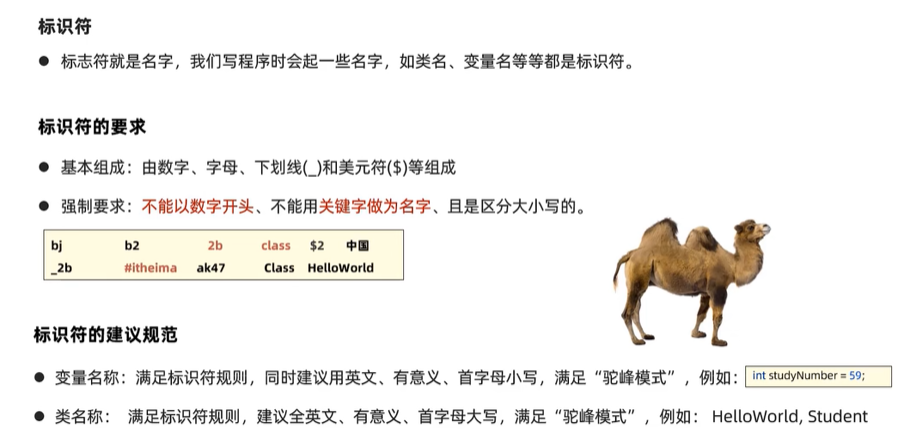 标识符
● 标志符就是名字，我们写程序时会起一些名字，如类名、变量名等等都是标识符。
标识符的要求
● 基本组成：由数字、字母、下划线(_)和美元符($)等组成
● 强制要求：不能以数字开头、不能用关键字做为名字、且是区分大小写的。
bj b2 2b class $2 中国
_2b #itheima ak47 Class HelloWorld
标识符的建议规范
● 变量名称：满足标识符规则，同时建议用英文、有意义、首字母小写，满足“驼峰模式”，例如： int studyNumber = 59;
● 类名称： 满足标识符规则，建议全英文、有意义、首字母大写，满足“驼峰模式”，例如： HelloWorld, Student